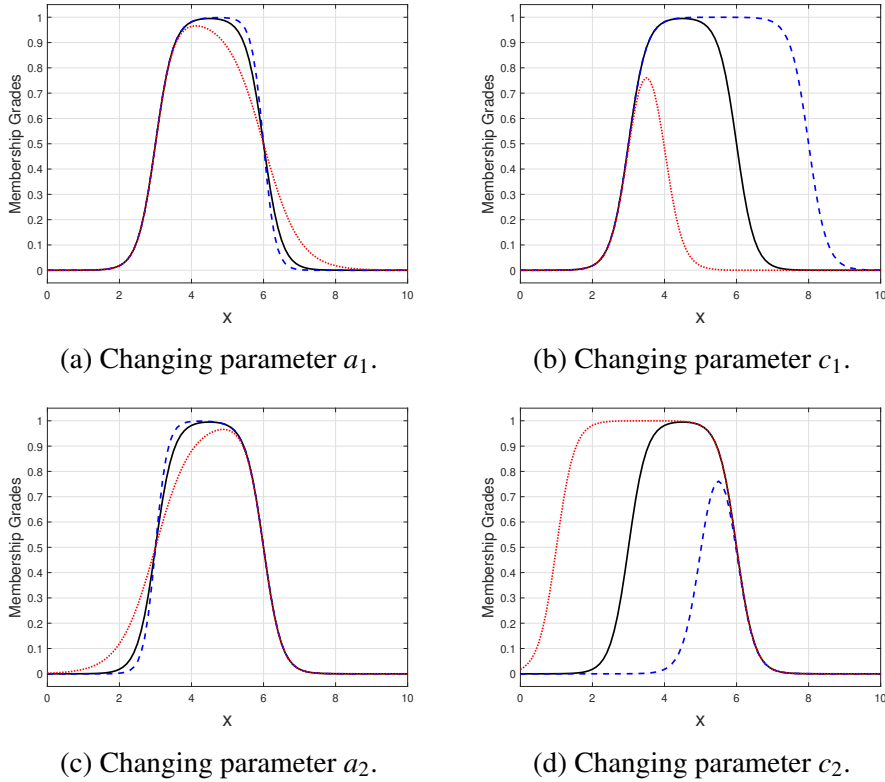 1
0.9
0.8
0.7
0.6
0.5
0.4
0.3
0.2
0.1
0
Membership Grades
0 2 4 6 8 10
x
(a) Changing parameter a₁.
1
0.9
0.8
0.7
0.6
0.5
0.4
0.3
0.2
0.1
0
Membership Grades
0 2 4 6 8 10
x
(b) Changing parameter c₁.
1
0.9
0.8
0.7
0.6
0.5
0.4
0.3
0.2
0.1
0
Membership Grades
0 2 4 6 8 10
x
(c) Changing parameter a₂.
1
0.9
0.8
0.7
0.6
0.5
0.4
0.3
0.2
0.1
0
Membership Grades
0 2 4 6 8 10
x
(d) Changing parameter c₂.